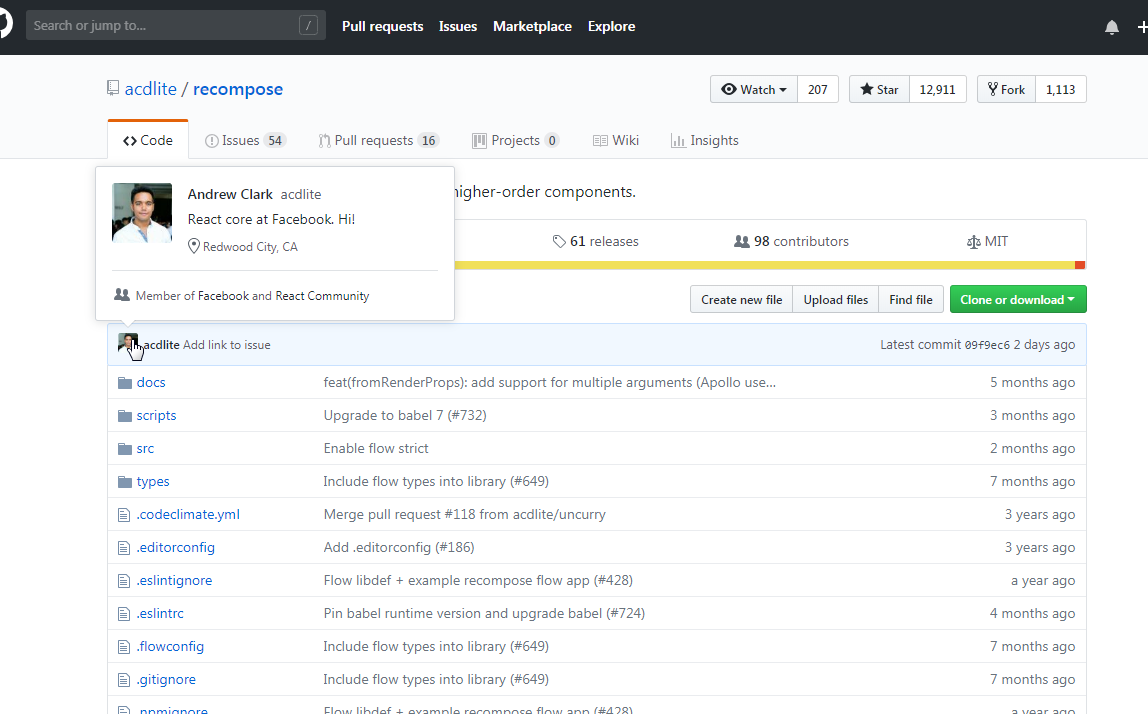 Search or jump to... /
Pull requests Issues Marketplace Explore
acdlite / recompose
Watch 207 Star 12,911 Fork 1,113
Code Issues 54 Pull requests 16 Projects 0 Wiki Insights
Andrew Clark acdlite
React core at Facebook. Hi!
Redwood City, CA
Member of Facebook and React Community
higher-order components.
61 releases 98 contributors MIT
Create new file Upload files Find file Clone or download
acdlite Add link to issue Latest commit 09f9ec6 2 days ago
docs feat(fromRenderProps): add support for multiple arguments (Apollo use... 5 months ago
scripts Upgrade to babel 7 (#732) 3 months ago
src Enable flow strict 2 months ago
types Include flow types into library (#649) 7 months ago
.codeclimate.yml Merge pull request #118 from acdlite/uncurry 3 years ago
.editorconfig Add .editorconfig (#186) 3 years ago
.eslintignore Flow libdef + example recompose flow app (#428) a year ago
.eslintrc Pin babel runtime version and upgrade babel (#724) 4 months ago
.flowconfig Include flow types into library (#649) 7 months ago
.gitignore Include flow types into library (#649) 7 months ago
.npmignore Flow libdef + example recompose flow app (#428) a year ago